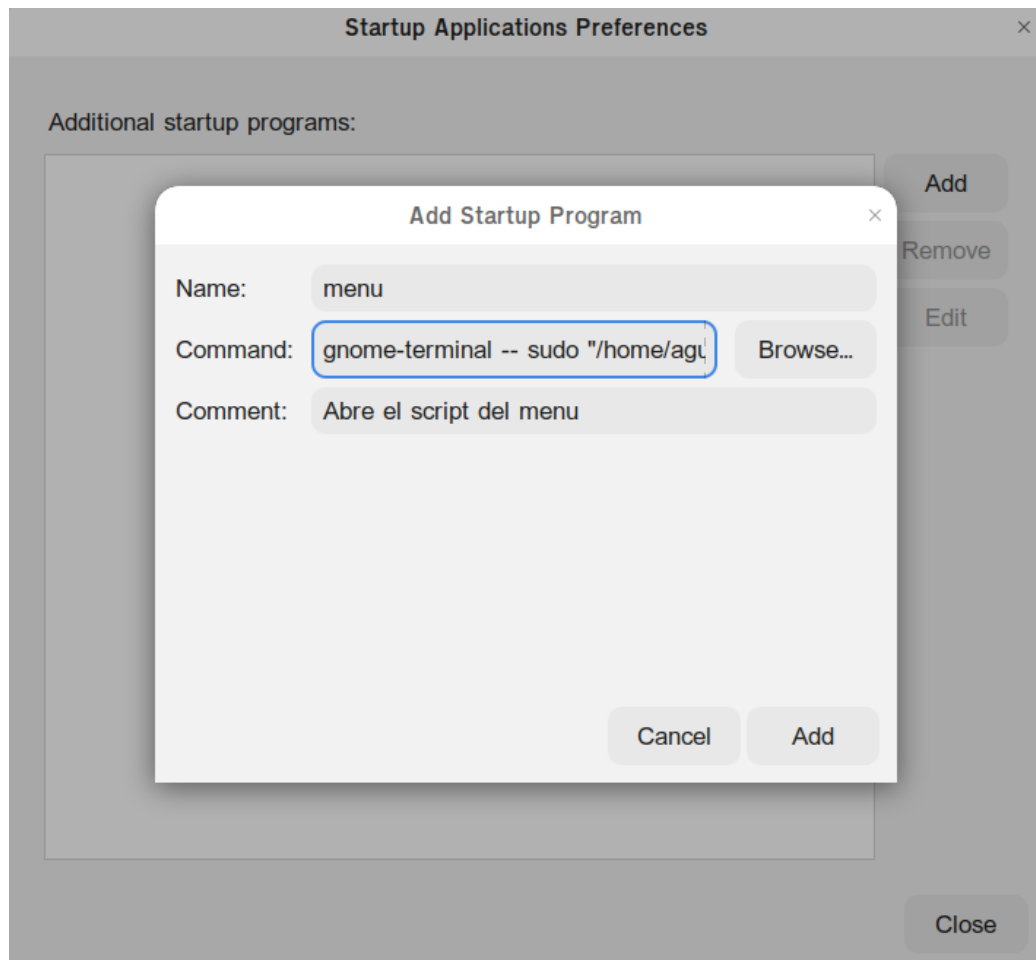 Startup Applications Preferences ×
Additional startup programs:
Add
Remove
Edit
Add Startup Program ×
Name: menu
Command: gnome-terminal -- sudo "/home/agu Browse...
Comment: Abre el script del menu
Cancel Add
Close